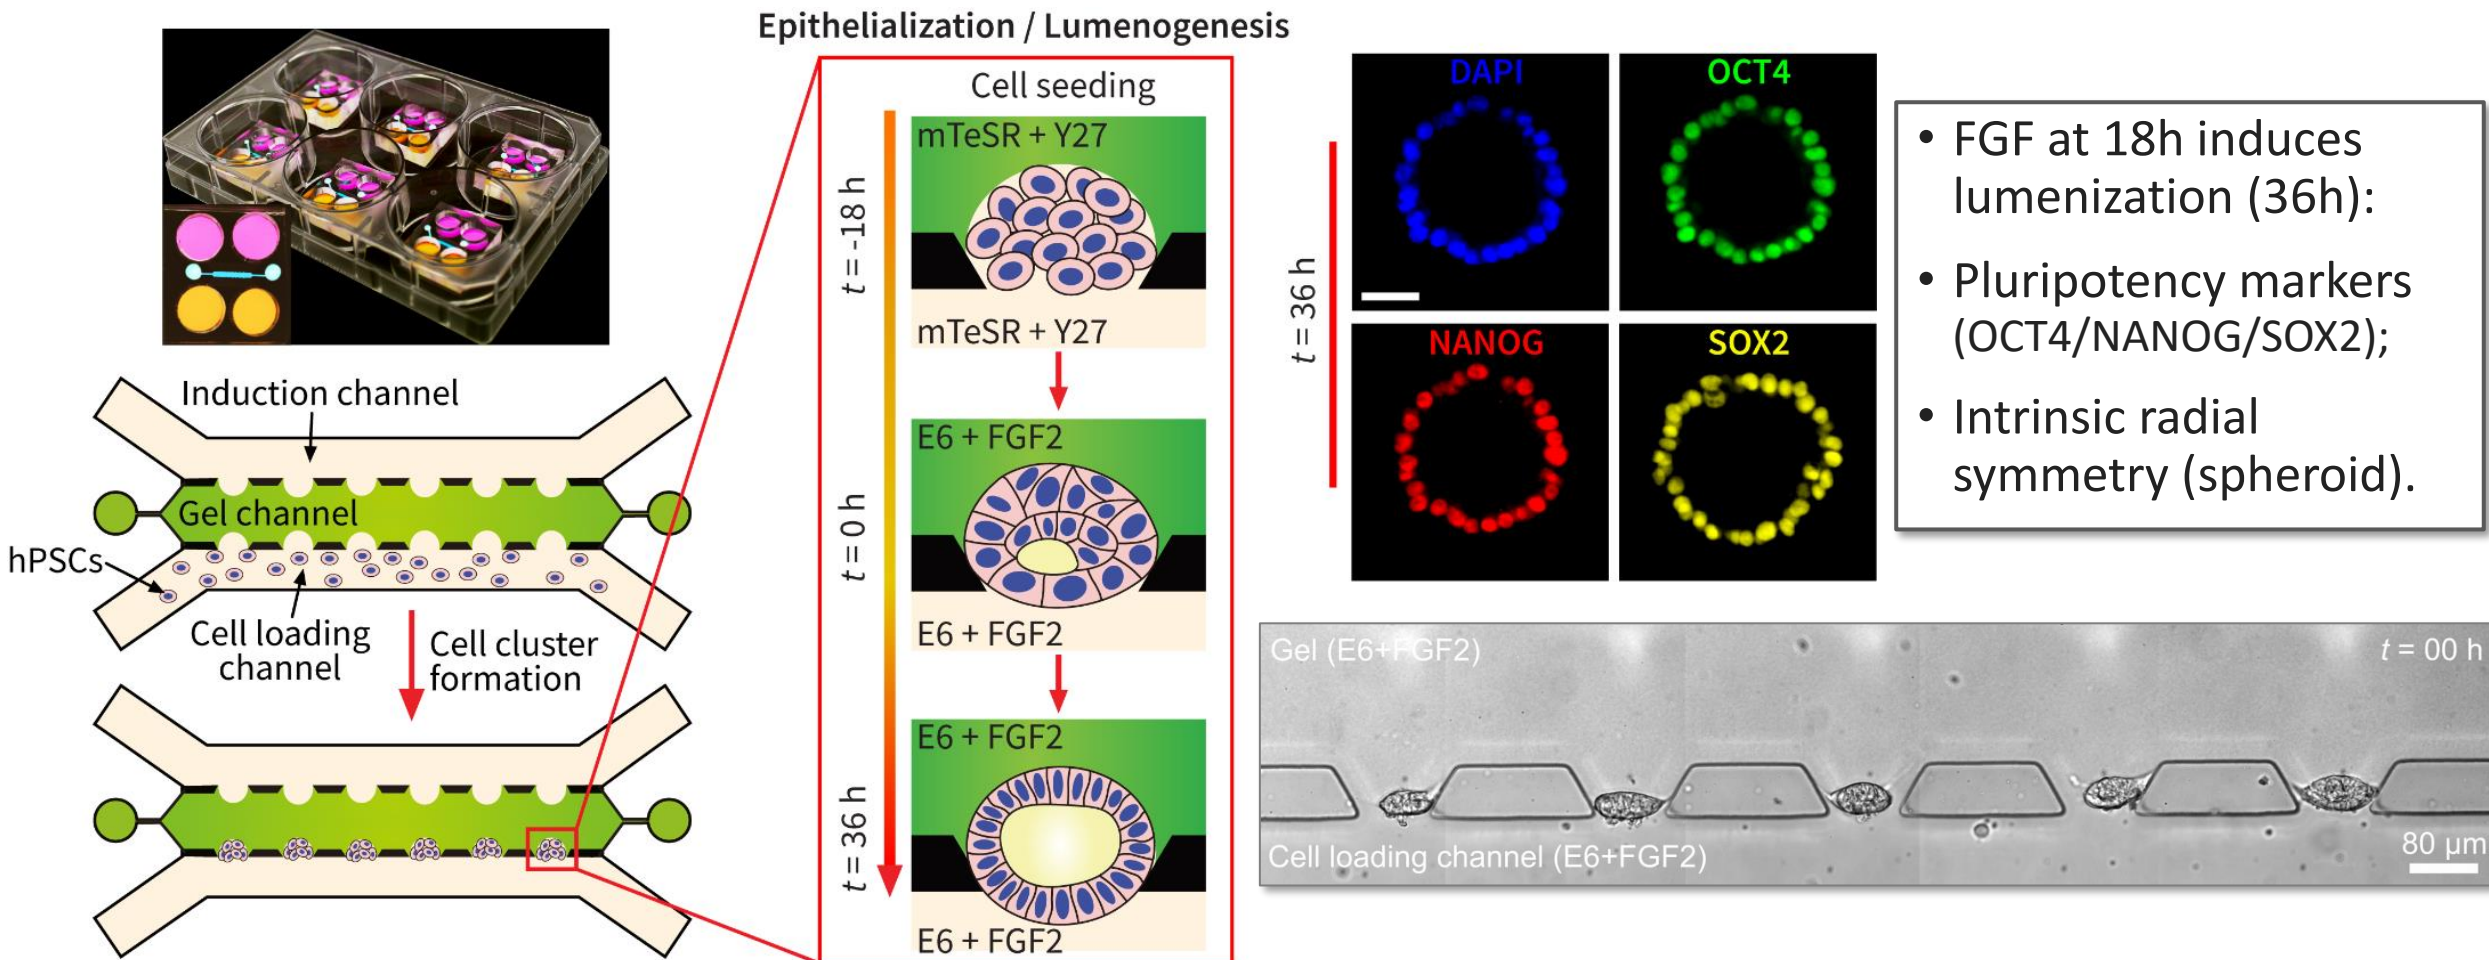 Epithelialization / Lumenogenesis
Induction channel
Gel channel
hPSCs
Cell loading
channel
Cell cluster
formation
Cell seeding
t = -18 h
mTeSR + Y27
mTeSR + Y27
t = 0 h
E6 + FGF2
E6 + FGF2
t = 36 h
E6 + FGF2
E6 + FGF2
t = 36 h
DAPI
OCT4
NANOG
SOX2
• FGF at 18h induces
lumenization (36h):
• Pluripotency markers
(OCT4/NANOG/SOX2);
• Intrinsic radial
symmetry (spheroid).
Gel (E6+FGF2)
t = 00 h
Cell loading channel (E6+FGF2)
80 μm